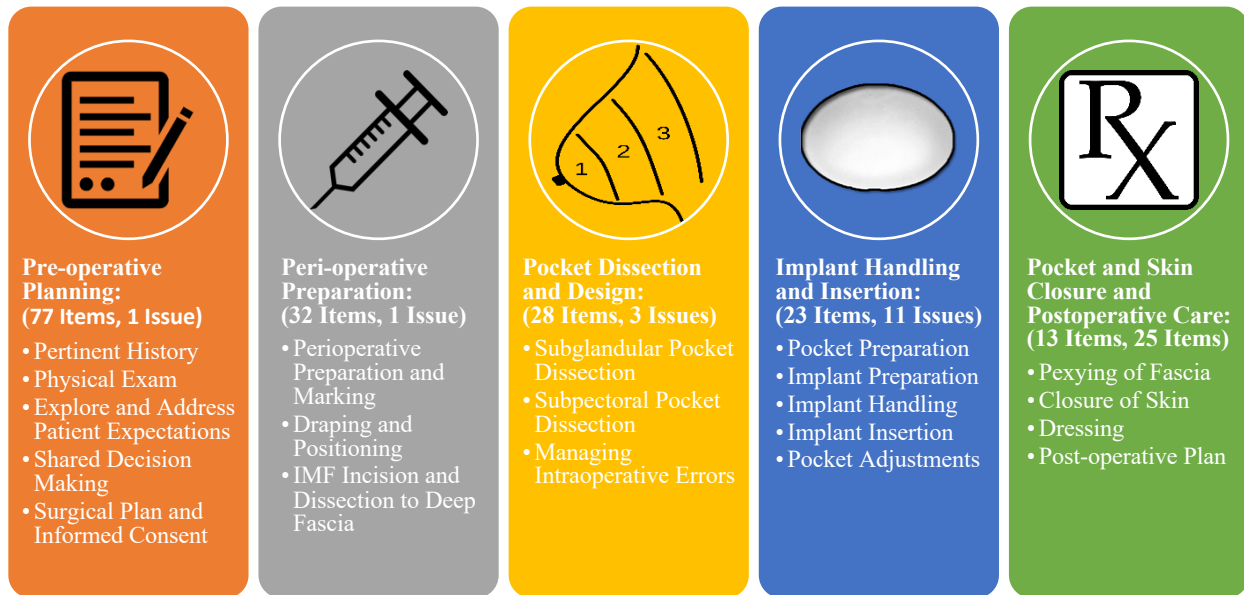 1
2
3
RX
Pre-operative
Planning:
(77 Items, 1 Issue)
• Pertinent History
• Physical Exam
• Explore and Address
Patient Expectations
• Shared Decision
Making
• Surgical Plan and
Informed Consent
Peri-operative
Preparation:
(32 Items, 1 Issue)
• Perioperative
Preparation and
Marking
• Draping and
Positioning
• IMF Incision and
Dissection to Deep
Fascia
Pocket Dissection
and Design:
(28 Items, 3 Issues)
• Subglandular Pocket
Dissection
• Subpectoral Pocket
Dissection
• Managing
Intraoperative Errors
Implant Handling
and Insertion:
(23 Items, 11 Issues)
• Pocket Preparation
• Implant Preparation
• Implant Handling
• Implant Insertion
• Pocket Adjustments
Pocket and Skin
Closure and
Postoperative Care:
(13 Items, 25 Items)
• Pexying of Fascia
• Closure of Skin
• Dressing
• Post-operative Plan